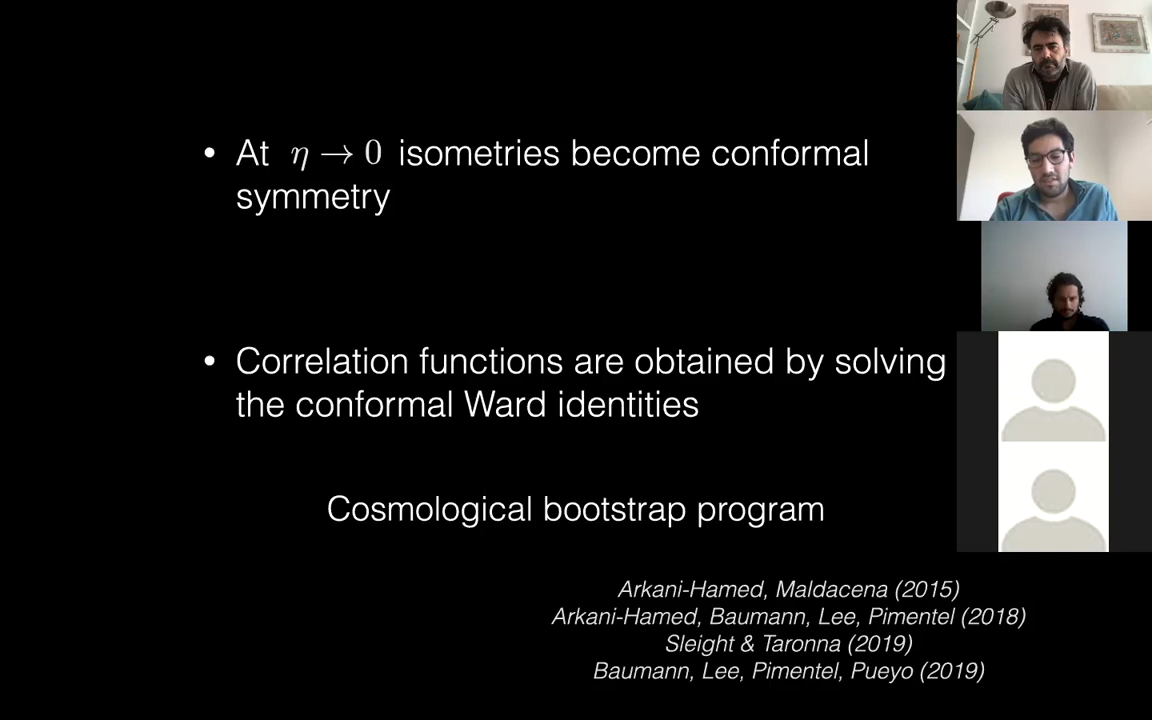 • At η → 0 isometries become conformal
symmetry
• Correlation functions are obtained by solving
the conformal Ward identities
Cosmological bootstrap program
Arkani-Hamed, Maldacena (2015)
Arkani-Hamed, Baumann, Lee, Pimentel (2018)
Sleight & Taronna (2019)
Baumann, Lee, Pimentel, Pueyo (2019)